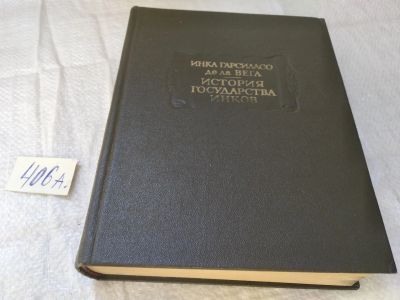 ИНКА ГАРСИЛАСО
де ла ВЕГА
ИСТОРИЯ
ГОСУДАРСТВА
ИНКОВ
406А.